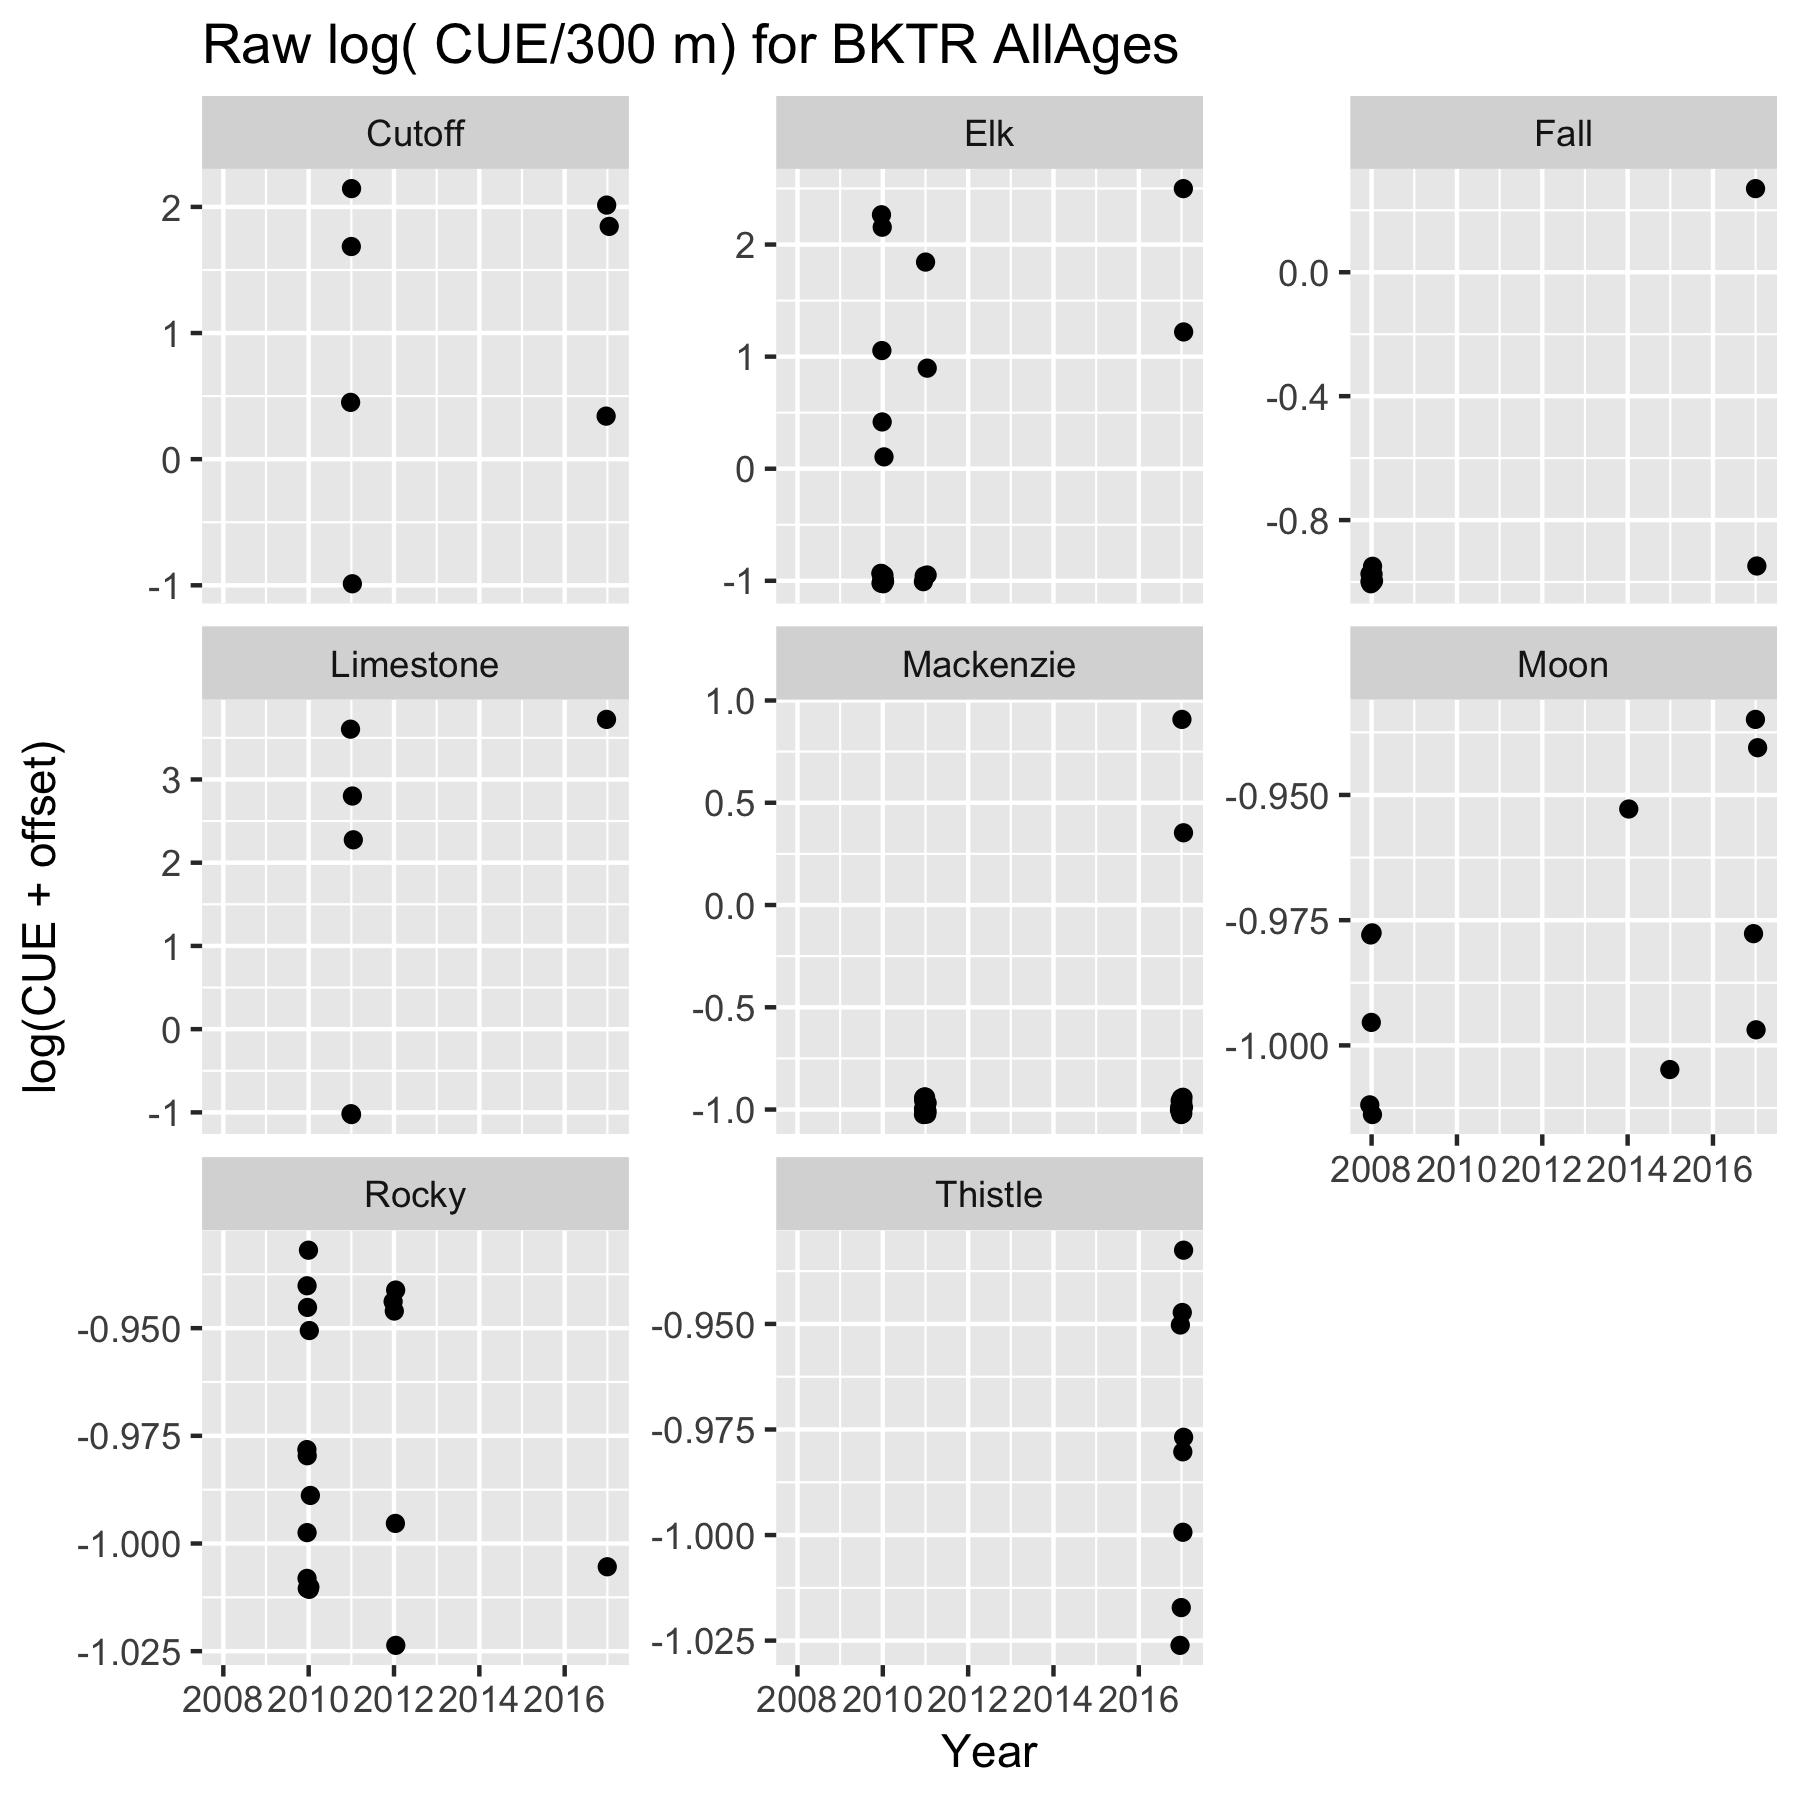 Raw log( CUE/300 m) for BKTR AllAges
Cutoff
Elk
Fall
2
1
0
-1
2
1
0
-1
0.0
-0.4
-0.8
Limestone
Mackenzie
Moon
3
2
1
0
-1
1.0
0.5
0.0
-0.5
-1.0
-0.950
-0.975
-1.000
2008 2010 2012 2014 2016
Rocky
Thistle
-0.950
-0.975
-1.000
-1.025
-0.950
-0.975
-1.000
-1.025
2008 2010 2012 2014 2016
2008 2010 2012 2014 2016
Year
log(CUE + offset)